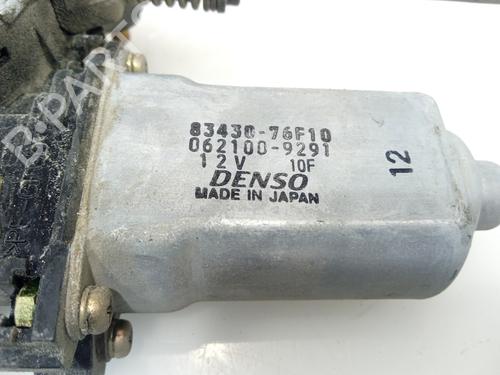 83430-76F10
062100-9291
12V 10F
DENSO
MADE IN JAPAN
12
B-PARTS